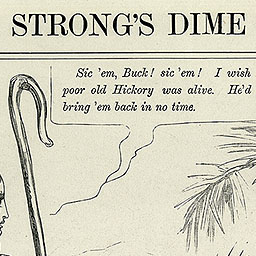 STRONG'S DIME
Sic 'em, Buck! sic 'em! I wish
poor old Hickory was alive. He'd
bring 'em back in no time.